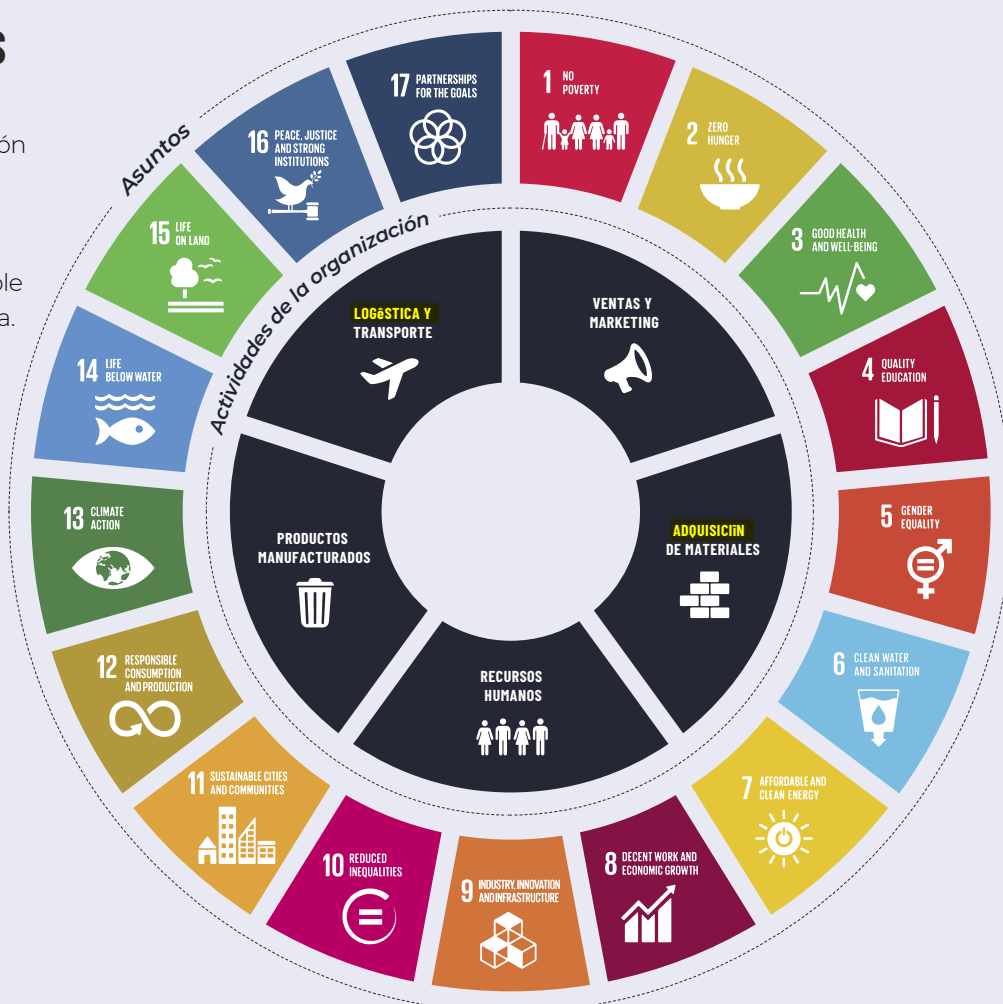 S
ón
ble
a.
Asuntos
Actividades de la organización
17 PARTNERSHIPS
FOR THE GOALS
1 NO
POVERTY
2 ZERO
HUNGER
3 GOOD HEALTH
AND WELL-BEING
4 QUALITY
EDUCATION
5 GENDER
EQUALITY
6 CLEAN WATER
AND SANITATION
7 AFFORDABLE AND
CLEAN ENERGY
8 DECENT WORK AND
ECONOMIC GROWTH
9 INDUSTRY, INNOVATION
AND INFRASTRUCTURE
10 REDUCED
INEQUALITIES
11 SUSTAINABLE CITIES
AND COMMUNITIES
12 RESPONSIBLE
CONSUMPTION
AND PRODUCTION
13 CLIMATE
ACTION
14 LIFE
BELOW WATER
15 LIFE
ON LAND
16 PEACE, JUSTICE
AND STRONG
INSTITUTIONS
LOGêSTICA Y
TRANSPORTE
VENTAS Y
MARKETING
ADQUISICIîN
DE MATERIALES
RECURSOS
HUMANOS
PRODUCTOS
MANUFACTURADOS